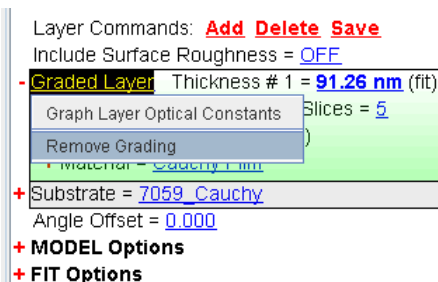 Layer Commands: Add Delete Save
Include Surface Roughness = OFF
- Graded Layer Thickness # 1 = 91.26 nm (fit)
Graph Layer Optical Constants Slices = 5
Remove Grading )
+ Material = Cauchy Film
+ Substrate = 7059_Cauchy
Angle Offset = 0.000
+ MODEL Options
+ FIT Options